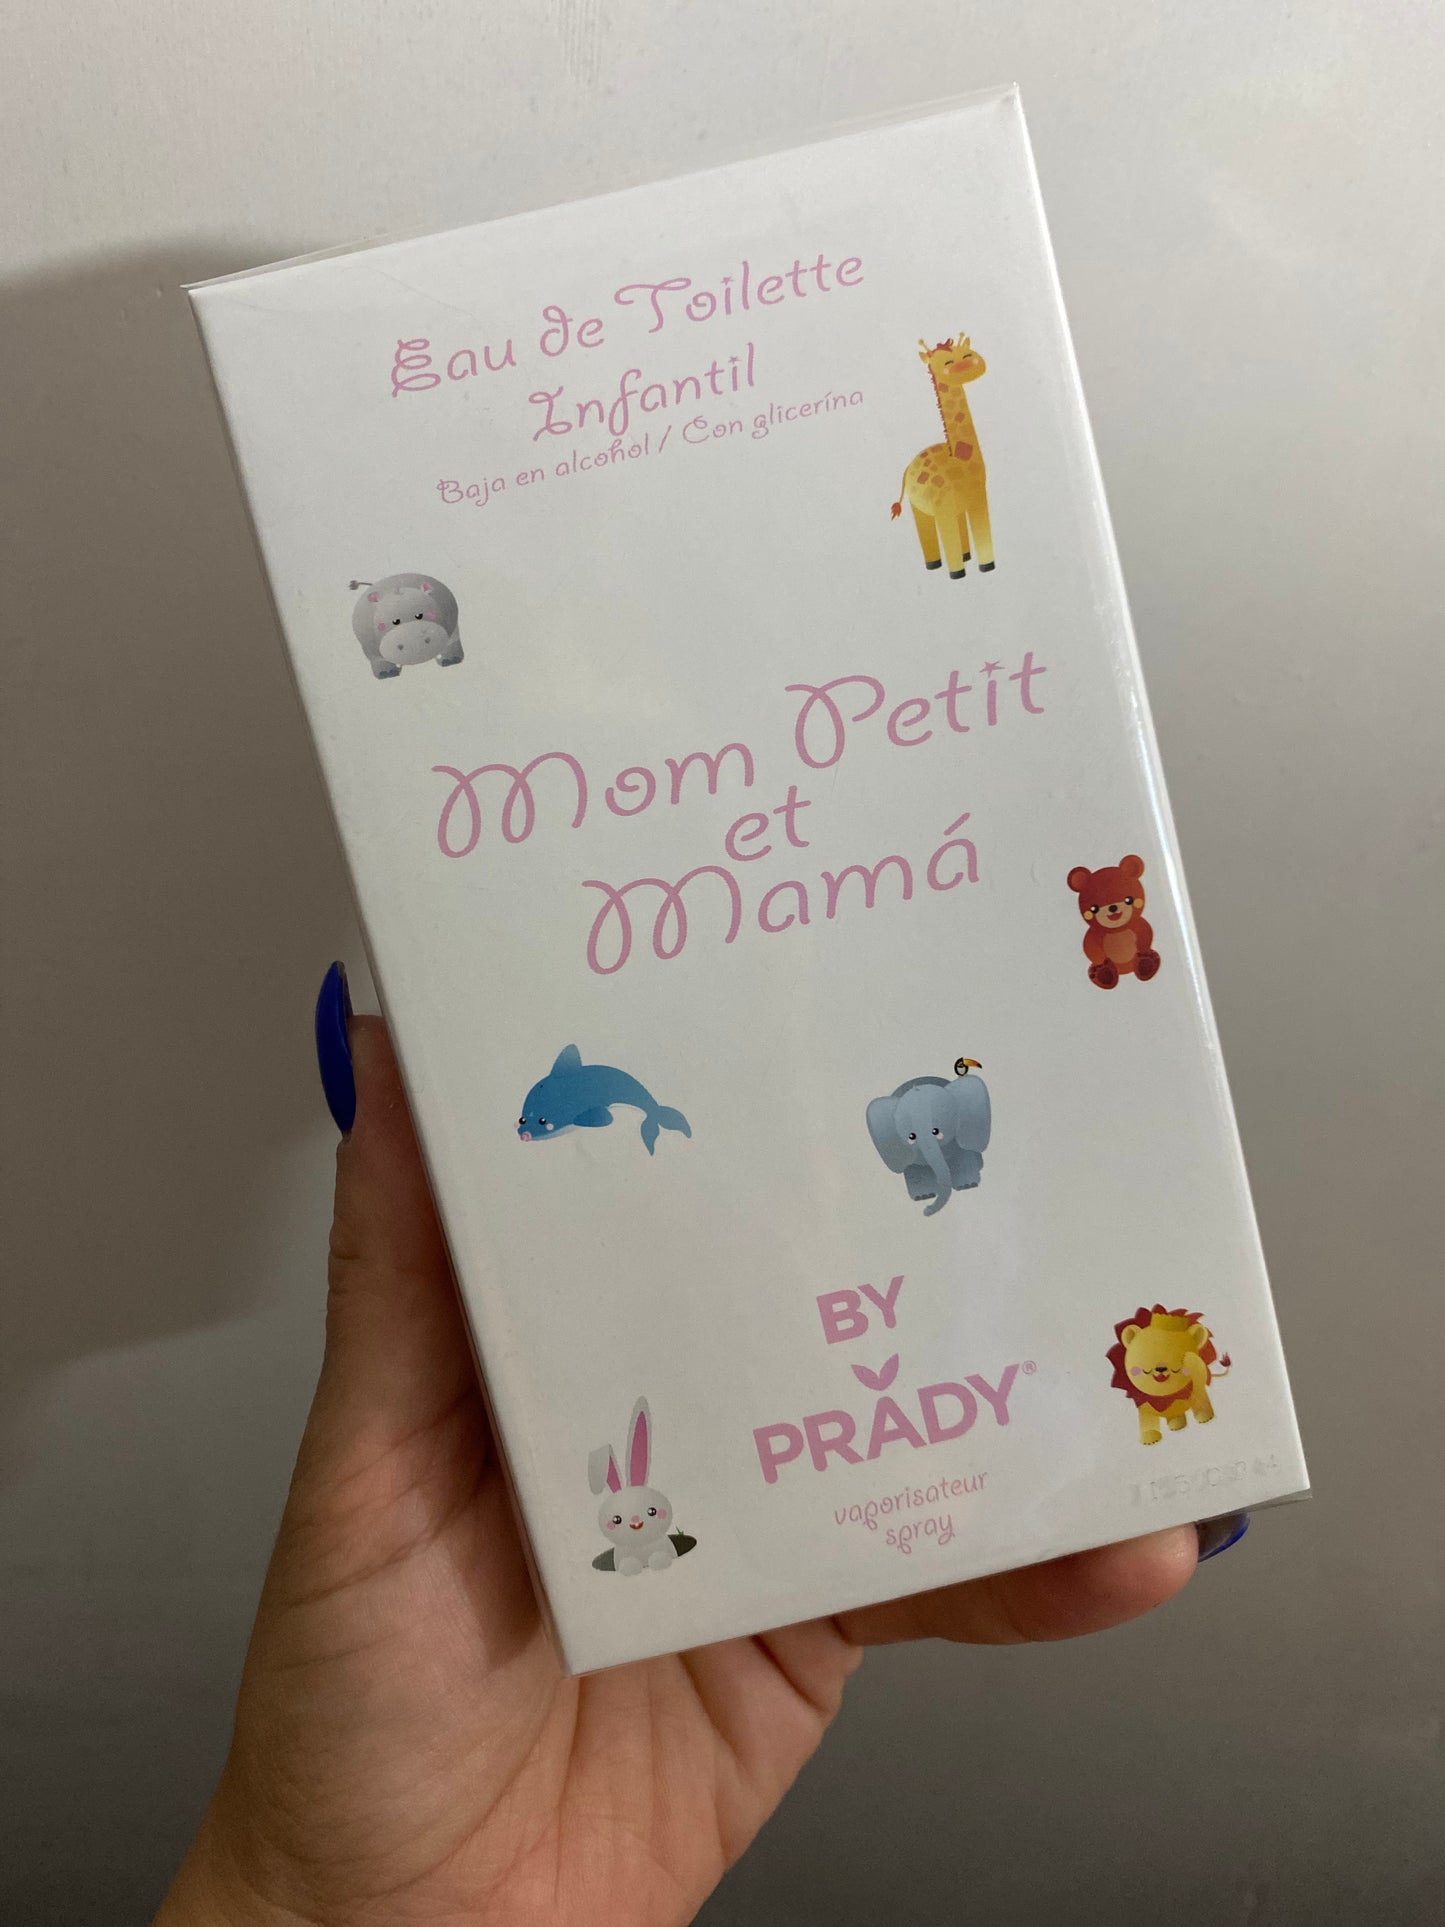 Eau de Toilette
Infantil
Baja en alcohol / Con glicerina
Mom Petit
et
Mamá
BY
PRADY®
vaporisateur
spray